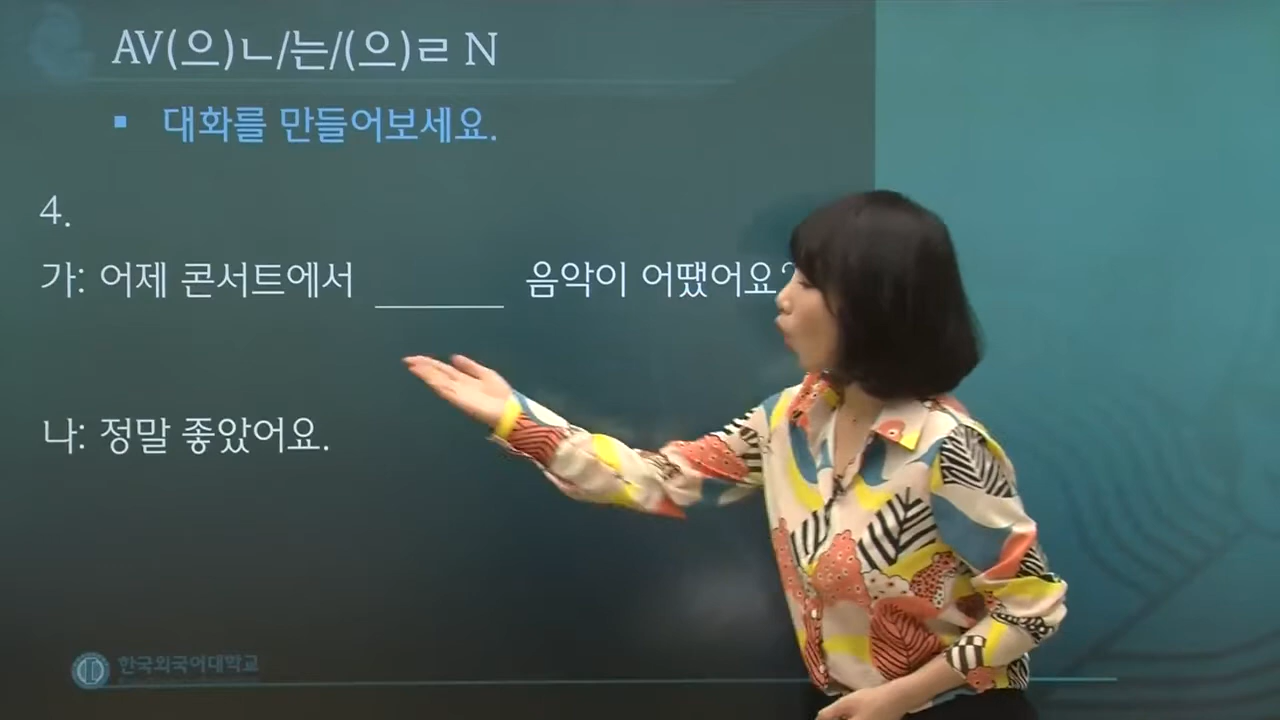 AV(으)ㄴ/는/(으)ㄹ N
▪ 대화를 만들어보세요.
4.
가: 어제 콘서트에서 ______ 음악이 어땠어요?
나: 정말 좋았어요.
한국외국어대학교